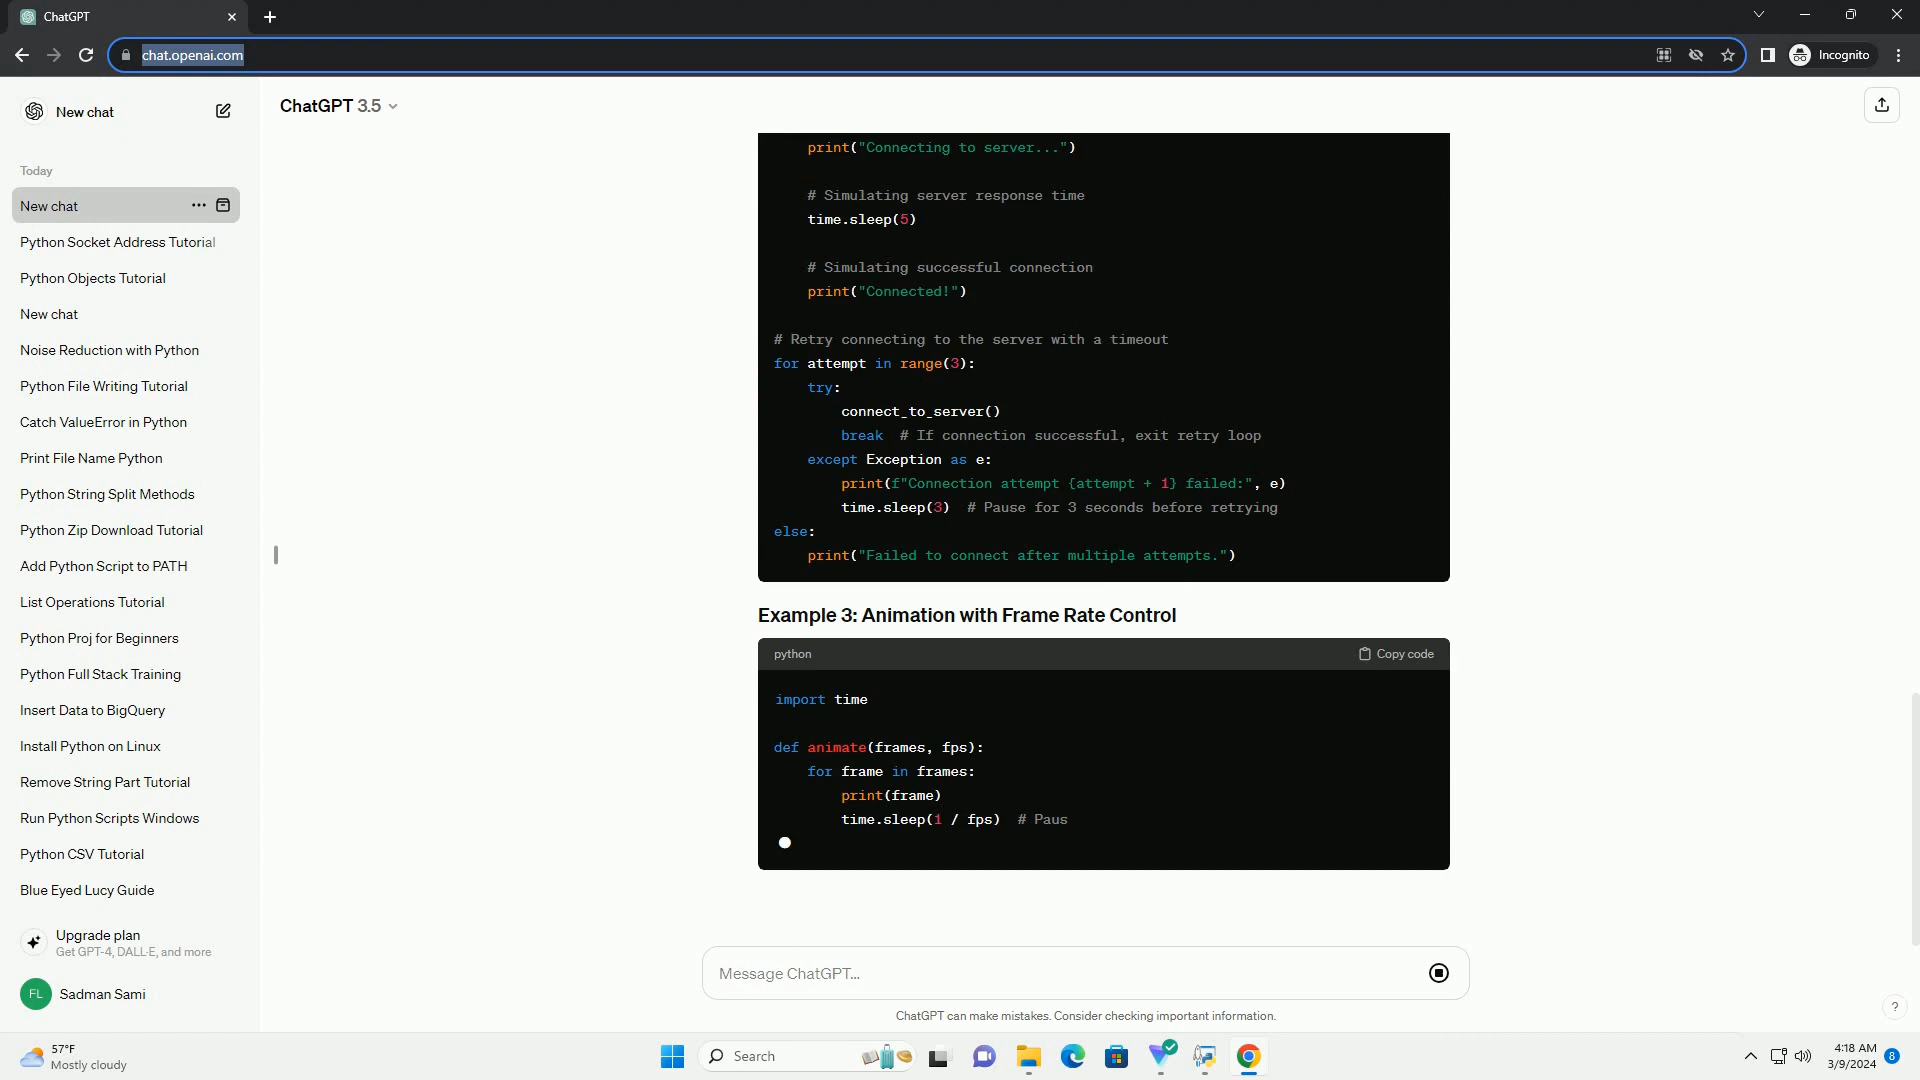 ChatGPT
chat.openai.com
Incognito
New chat
ChatGPT 3.5
Today
New chat
Python Socket Address Tutorial
Python Objects Tutorial
New chat
Noise Reduction with Python
Python File Writing Tutorial
Catch ValueError in Python
Print File Name Python
Python String Split Methods
Python Zip Download Tutorial
Add Python Script to PATH
List Operations Tutorial
Python Proj for Beginners
Python Full Stack Training
Insert Data to BigQuery
Install Python on Linux
Remove String Part Tutorial
Run Python Scripts Windows
Python CSV Tutorial
Blue Eyed Lucy Guide
Upgrade plan
Get GPT-4, DALL·E, and more
FL Sadman Sami
print("Connecting to server...")
# Simulating server response time
time.sleep(5)
# Simulating successful connection
print("Connected!")
# Retry connecting to the server with a timeout
for attempt in range(3):
try:
connect_to_server()
break  # If connection successful, exit retry loop
except Exception as e:
print(f"Connection attempt {attempt + 1} failed:", e)
time.sleep(3)  # Pause for 3 seconds before retrying
else:
print("Failed to connect after multiple attempts.")
Example 3: Animation with Frame Rate Control
python Copy code
import time
def animate(frames, fps):
for frame in frames:
print(frame)
time.sleep(1 / fps)  # Paus
Message ChatGPT...
ChatGPT can make mistakes. Consider checking important information.
?
57°F
Mostly cloudy
Search
4:18 AM
3/9/2024
8